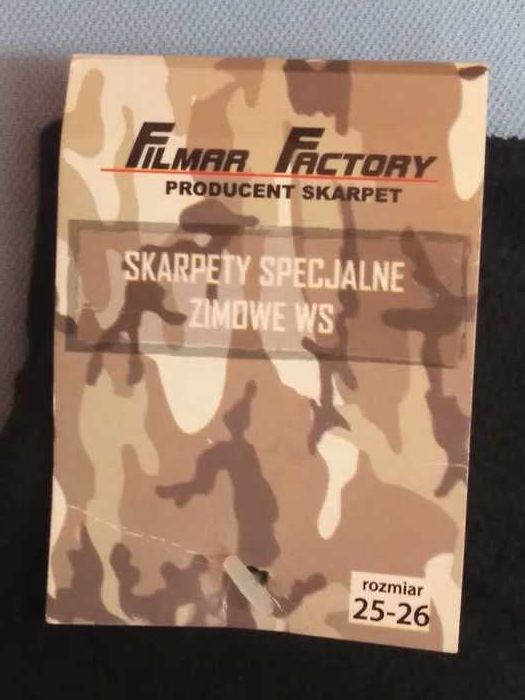 FILMAR FACTORY
PRODUCENT SKARPET
SKARPETY SPECJALNE
ZIMOWE WS
rozmiar
25-26